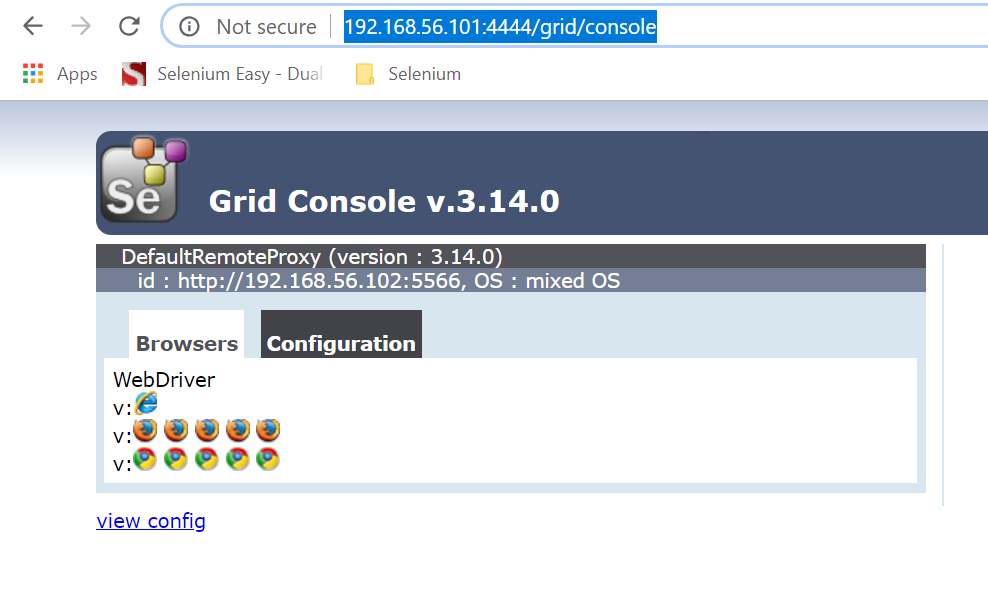 Not secure 192.168.56.101:4444/grid/console
Apps Selenium Easy - Dual Selenium
Se Grid Console v.3.14.0
DefaultRemoteProxy (version : 3.14.0)
id : http://192.168.56.102:5566, OS : mixed OS
Browsers Configuration
WebDriver
v:
v:
v:
view config